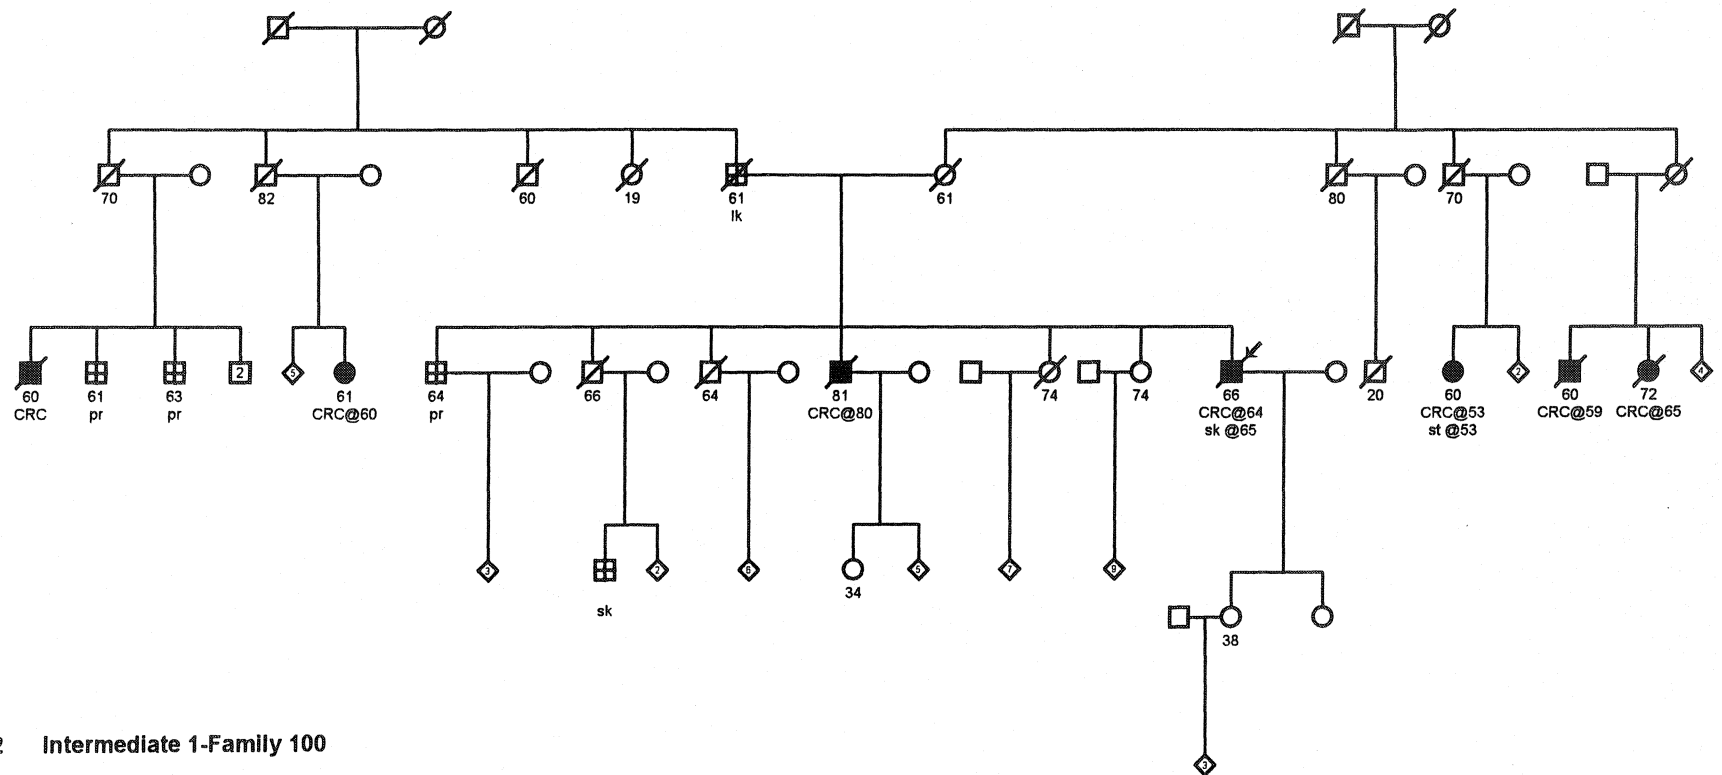 70 82 60 19 61 61 80 70
lk
2 5 2 4
60 61 63 61 64 66 64 81 74 74 66 20 60 60 72
CRC pr pr CRC@60 pr CRC@80 CRC@64 CRC@53 CRC@59 CRC@65
sk @65 st @53
3 2 6 5 7 9
34
sk
38
Intermediate 1-Family 100
3